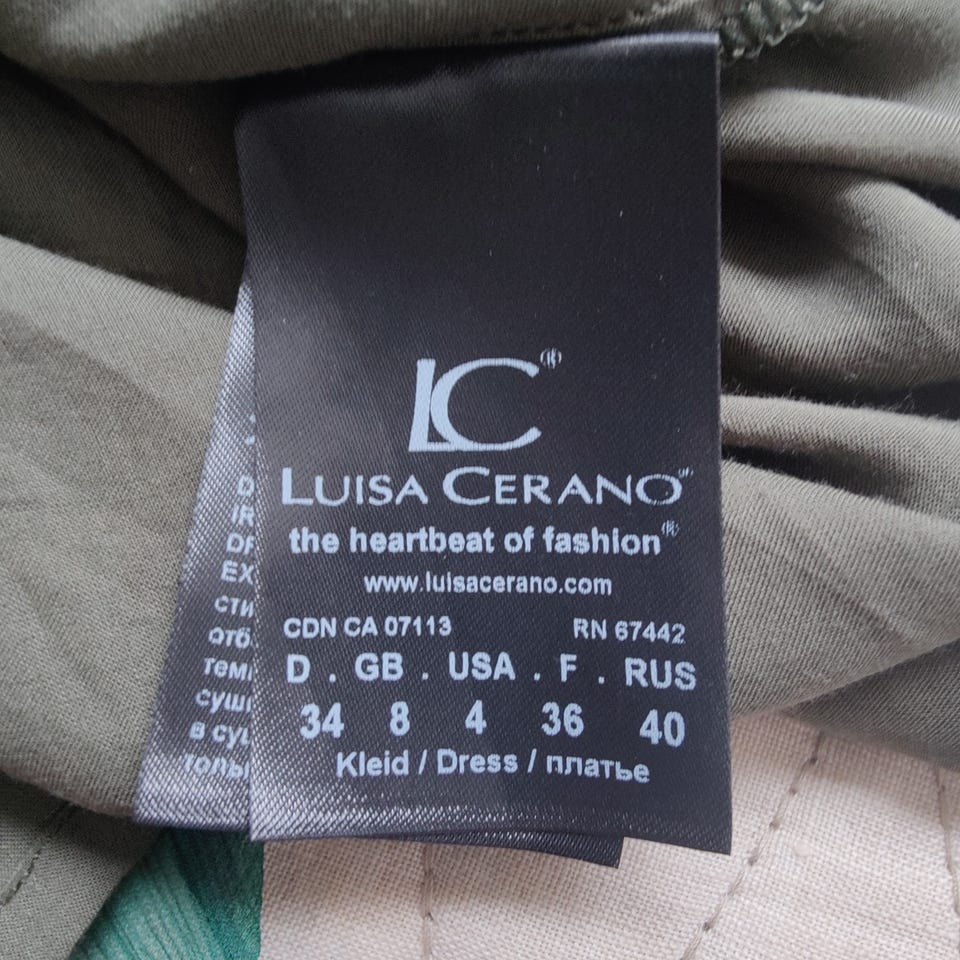 LC®
LUISA CERANO
the heartbeat of fashion®
www.luisacerano.com
CDN CA 07113 RN 67442
D . GB . USA . F . RUS
34 8 4 36 40
Kleid / Dress / платье